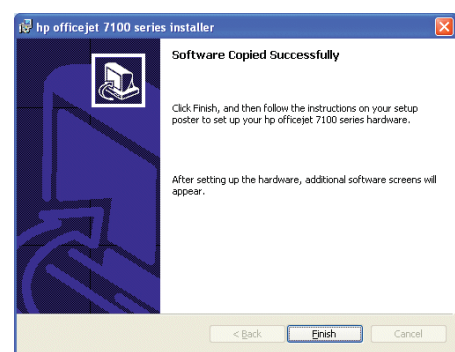 hp officejet 7100 series installer
Software Copied Successfully
Click Finish, and then follow the instructions on your setup
poster to set up your hp officejet 7100 series hardware.
After setting up the hardware, additional software screens will
appear.
< Back Finish Cancel